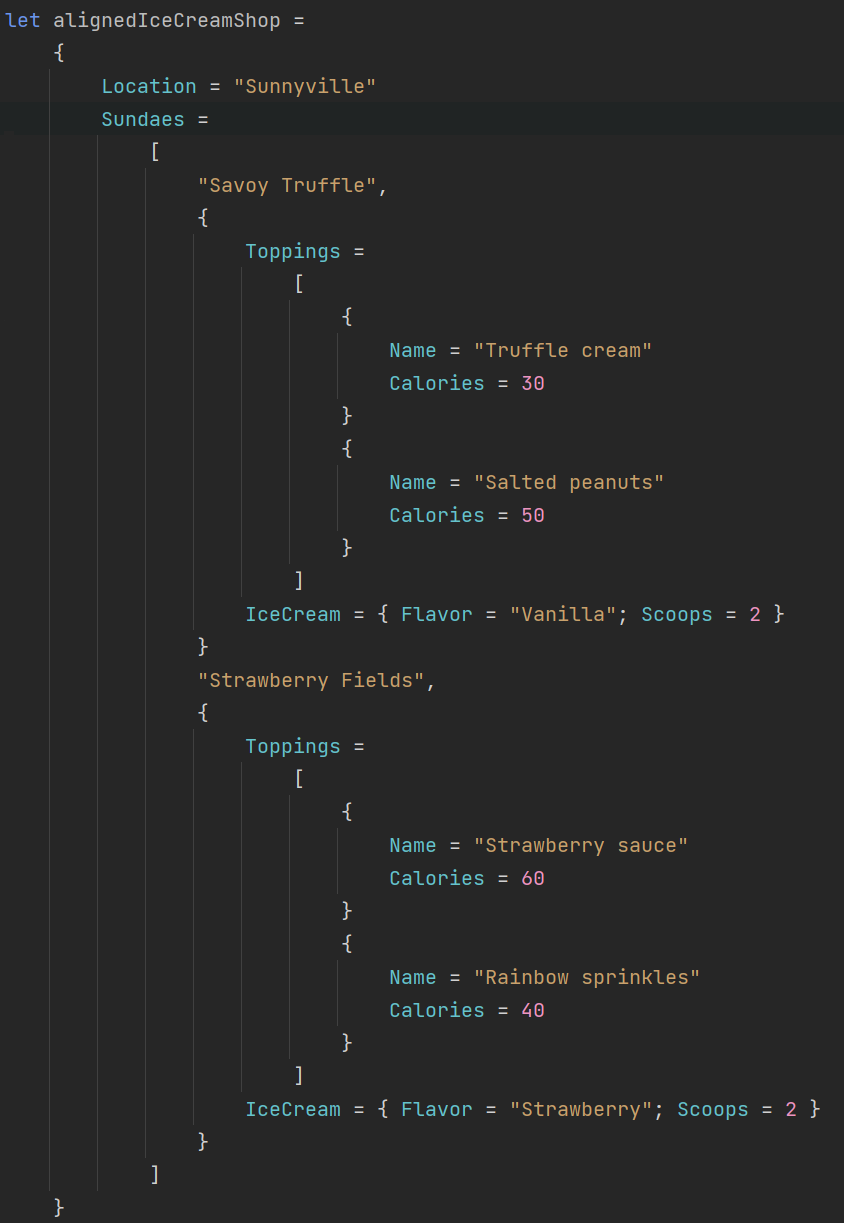 let alignedIceCreamShop =
    {
        Location = "Sunnyville"
        Sundaes =
            [
                "Savoy Truffle",
                {
                    Toppings =
                        [
                            {
                                Name = "Truffle cream"
                                Calories = 30
                            }
                            {
                                Name = "Salted peanuts"
                                Calories = 50
                            }
                        ]
                    IceCream = { Flavor = "Vanilla"; Scoops = 2 }
                }
                "Strawberry Fields",
                {
                    Toppings =
                        [
                            {
                                Name = "Strawberry sauce"
                                Calories = 60
                            }
                            {
                                Name = "Rainbow sprinkles"
                                Calories = 40
                            }
                        ]
                    IceCream = { Flavor = "Strawberry"; Scoops = 2 }
                }
            ]
    }